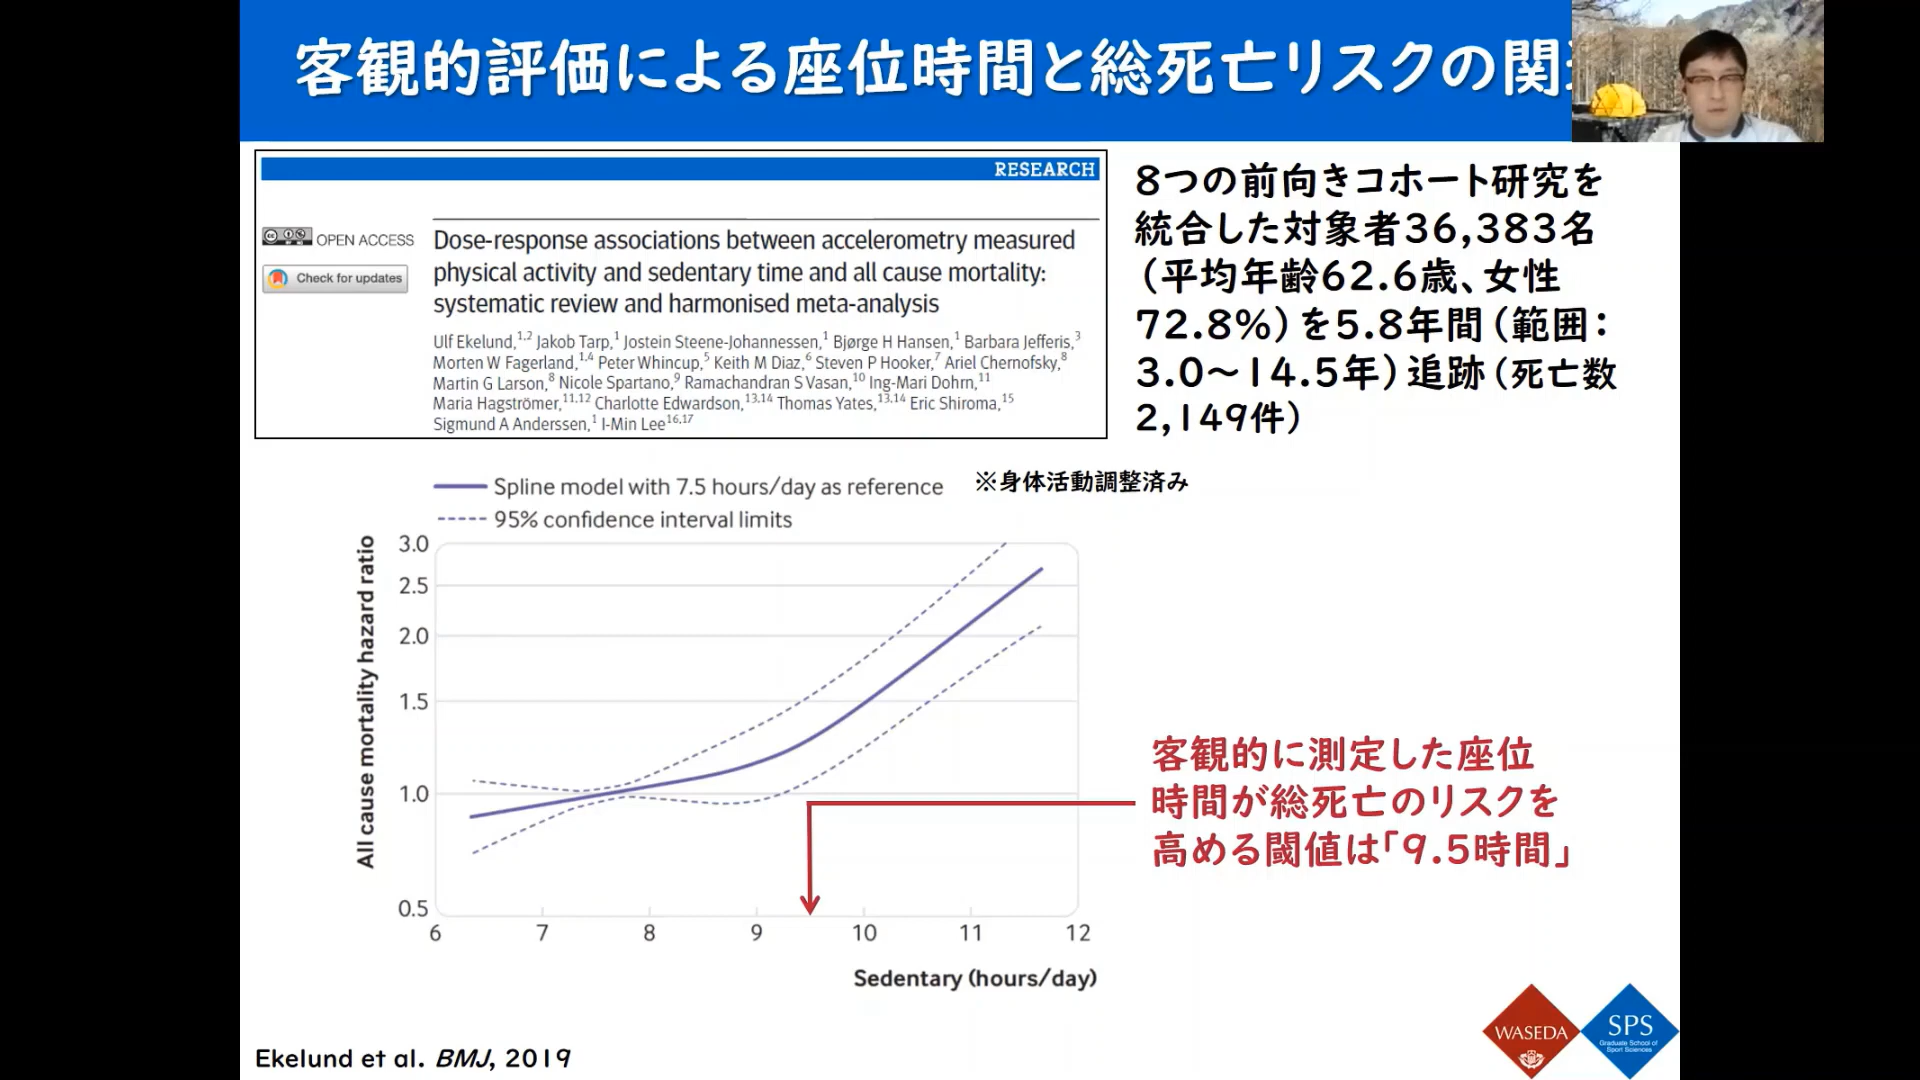 客観的評価による座位時間と総死亡リスクの関
RESEARCH
OPEN ACCESS
Check for updates
Dose-response associations between accelerometry measured
physical activity and sedentary time and all cause mortality:
systematic review and harmonised meta-analysis
Ulf Ekelund,1,2 Jakob Tarp,1 Jostein Steene-Johannessen,1 Bjørge H Hansen,1 Barbara Jefferis,3
Morten W Fagerland,1,4 Peter Whincup,5 Keith M Diaz,6 Steven P Hooker,7 Ariel Chernofsky,8
Martin G Larson,8 Nicole Spartano,9 Ramachandran S Vasan,10 Ing-Mari Dohrn,11
Maria Hagströmer,11,12 Charlotte Edwardson,13,14 Thomas Yates,13,14 Eric Shiroma,15
Sigmund A Anderssen,1 I-Min Lee16,17
8つの前向きコホート研究を
統合した対象者36,383名
（平均年齢62.6歳、女性
72.8%）を5.8年間（範囲：
3.0～14.5年）追跡（死亡数
2,149件）
Spline model with 7.5 hours/day as reference
※身体活動調整済み
95% confidence interval limits
All cause mortality hazard ratio
3.0
2.5
2.0
1.5
1.0
0.5
6 7 8 9 10 11 12
Sedentary (hours/day)
客観的に測定した座位
時間が総死亡のリスクを
高める閾値は「9.5時間」
Ekelund et al. BMJ, 2019
WASEDA
SPS
Graduate School of
Sport Sciences